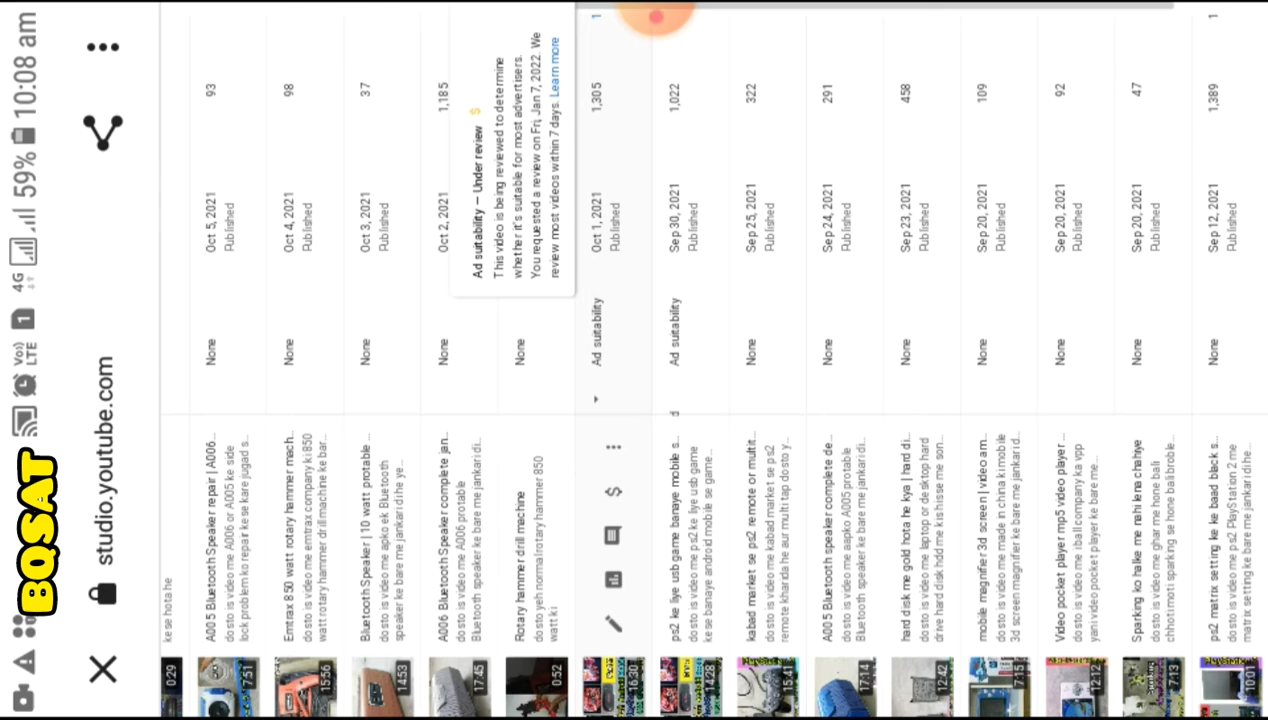 BQSAT
4G
Vo))
LTE
1
59%
10:08 am
studio.youtube.com
ke se hota he
0:29
A005 Bluetooth Speaker repair | A006...
dosto is video me A006 or A005 ke side
lock problem ko repair kese kare jugad s...
7:51
None
Oct 5, 2021
Published
93
Emtrax 850 watt rotary hammer mach...
dosto is video me emtrax company ki 850
watt rotary hammer drill machine ke bar...
15:56
None
Oct 4, 2021
Published
98
Bluetooth Speaker | 10 watt protable ...
dosto is video me apko ek Bluetooth
speaker ke bare me jankari di he ye...
14:53
None
Oct 3, 2021
Published
37
A006 Bluetooth Speaker complete jan...
dosto is video me A006 protable
Bluetooth speaker ke bare me jankari di...
17:45
None
Oct 2, 2021
1,185
Ad suitability — Under review $
This video is being reviewed to determine
whether it's suitable for most advertisers.
You requested a review on Fri, Jan 7, 2022. We
review most videos within 7 days. Learn more
Rotary hammer drill machine
dosto yeh normal rotary hammer 850
watt ki
0:52
None
16:30
Ad suitability
Oct 1, 2021
Published
1,305
1
ps2 ke liye usb game banaye mobile s...
dosto is video me ps2 ke liye usb game
kese banaye android mobile se game...
14:28
d
Ad suitability
Sep 30, 2021
Published
1,022
kabad market se ps2 remote or multit...
dosto is video me kabad market se ps2
remote kharida he aur multi tap dosto y...
15:41
None
Sep 25, 2021
Published
322
A005 Bluetooth speaker complete de...
dosto is video me aapko A005 protable
Bluetooth speaker ke bare me jankari di...
17:14
None
Sep 24, 2021
Published
291
hard disk me gold hota he kya | hard di...
dosto is video me laptop or desktop hard
drive hard disk hdd me kis hisse me son...
12:42
None
Sep 23, 2021
Published
458
mobile magnifier 3d screen | video am...
dosto is video me made in china ki mobile
3d screen magnifier ke bare me jankari d...
None
Sep 20, 2021
Published
109
Video pocket player mp5 video player ...
dosto is video me iball company ka vpp
yani video pocket player ke bare me...
12:12
None
Sep 20, 2021
Published
92
Sparking ko halke me nahi lena chahiye
dosto is video me ghar me hone bali
chhoti moti sparking se hone bali broble...
7:13
None
Sep 20, 2021
Published
47
ps2 matrix setting ke baad black s...
dosto is video me ps2 PlayStation 2 me
matrix setting ke bare me jankari di he...
10:01
None
Sep 12, 2021
Published
1,389
1